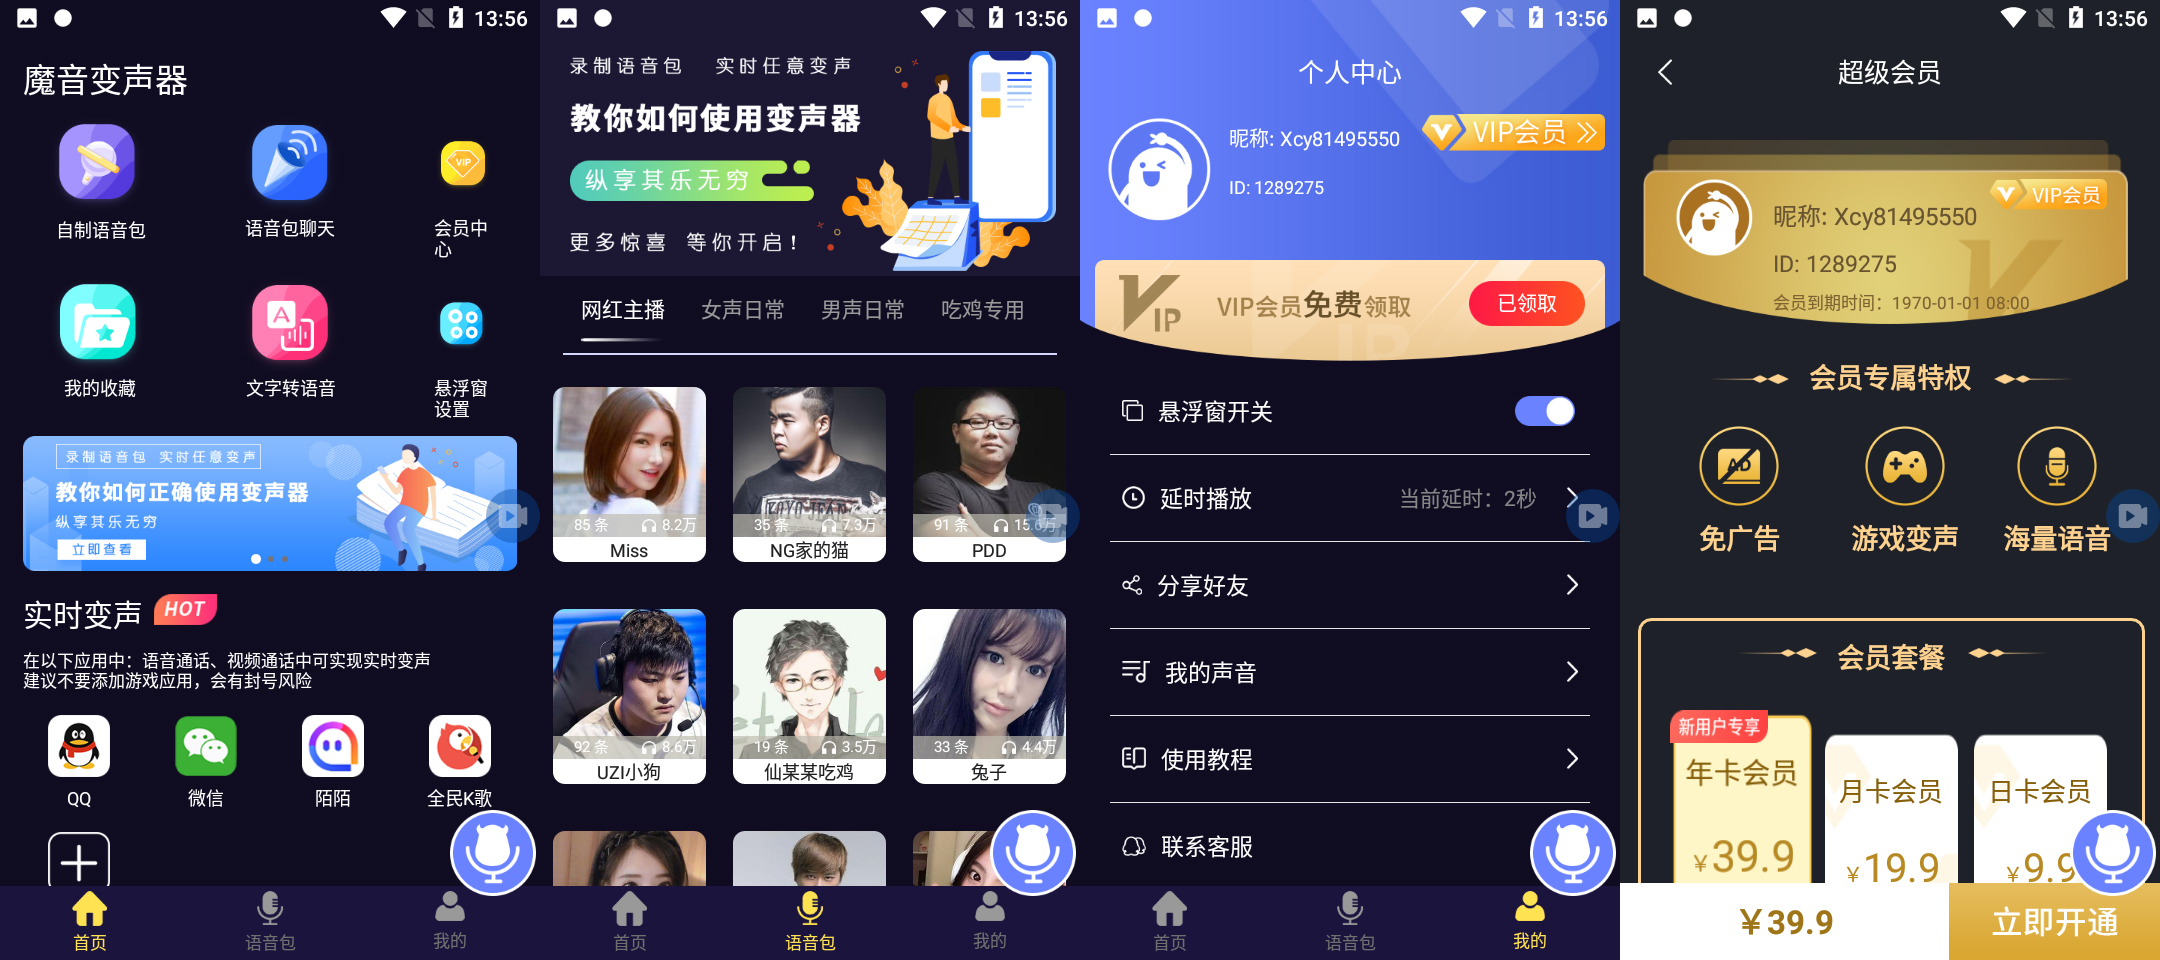 13:56
魔音变声器
自制语音包
语音包聊天
VIP
会员中
心
我的收藏
A
文字转语音
悬浮窗
设置
录制语音包 实时任意变声
教你如何正确使用变声器
纵享其乐无穷
立即查看
实时变声
HOT
在以下应用中：语音通话、视频通话中可实现实时变声
建议不要添加游戏应用，会有封号风险
QQ
微信
陌陌
全民K歌
首页
语音包
我的
13:56
录制语音包 实时任意变声
教你如何使用变声器
纵享其乐无穷
更多惊喜 等你开启！
网红主播
女声日常
男声日常
吃鸡专用
85 条
8.2万
Miss
35 条
7.3万
NG家的猫
91 条
PDD
92 条
8.6万
UZI小狗
19 条
3.5万
仙某某吃鸡
33 条
4.4万
兔子
首页
语音包
我的
13:56
个人中心
昵称: Xcy81495550
VIP会员
ID: 1289275
VIP
VIP会员免费领取
已领取
悬浮窗开关
延时播放
当前延时：2秒
分享好友
我的声音
使用教程
联系客服
首页
语音包
我的
13:56
超级会员
昵称: Xcy81495550
VIP会员
ID: 1289275
会员到期时间：1970-01-01 08:00
会员专属特权
AD
免广告
游戏变声
海量语音
会员套餐
新用户专享
年卡会员
¥39.9
月卡会员
¥19.9
日卡会员
¥9.9
¥39.9
立即开通